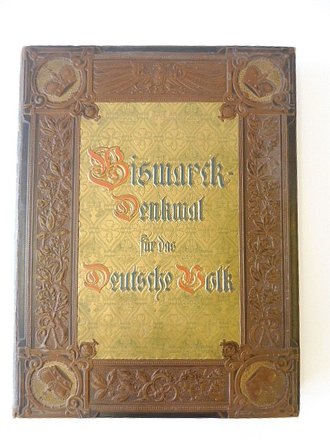 Bismarck-
Denkmal
für das
Deutsche Volk